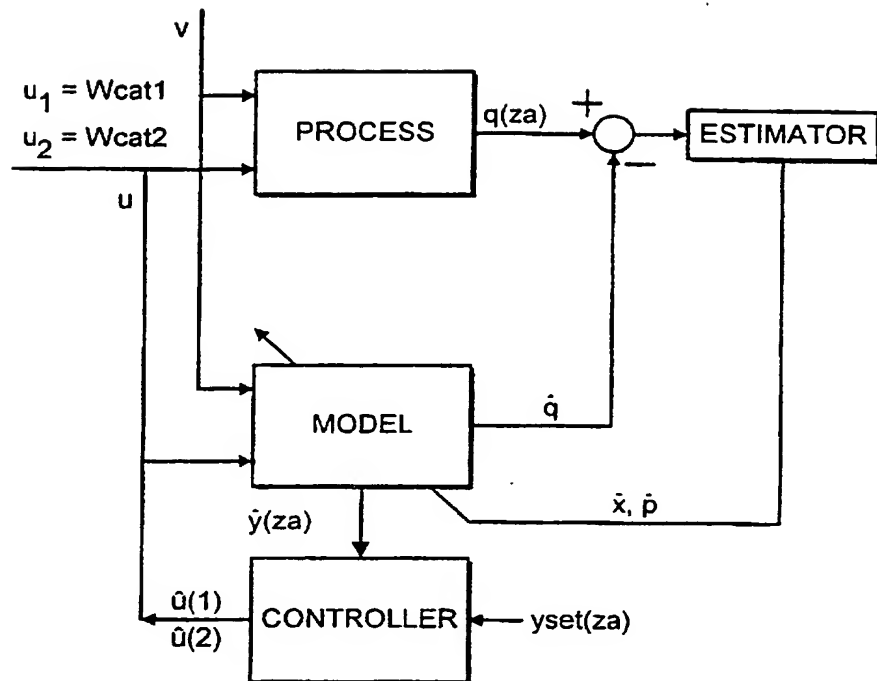 v
u₁ = Wcat1
u₂ = Wcat2
u
PROCESS
q(za)
+
−
ESTIMATOR
MODEL
q̂
x̂, p̂
ŷ(za)
û(1)
û(2)
CONTROLLER
yset(za)